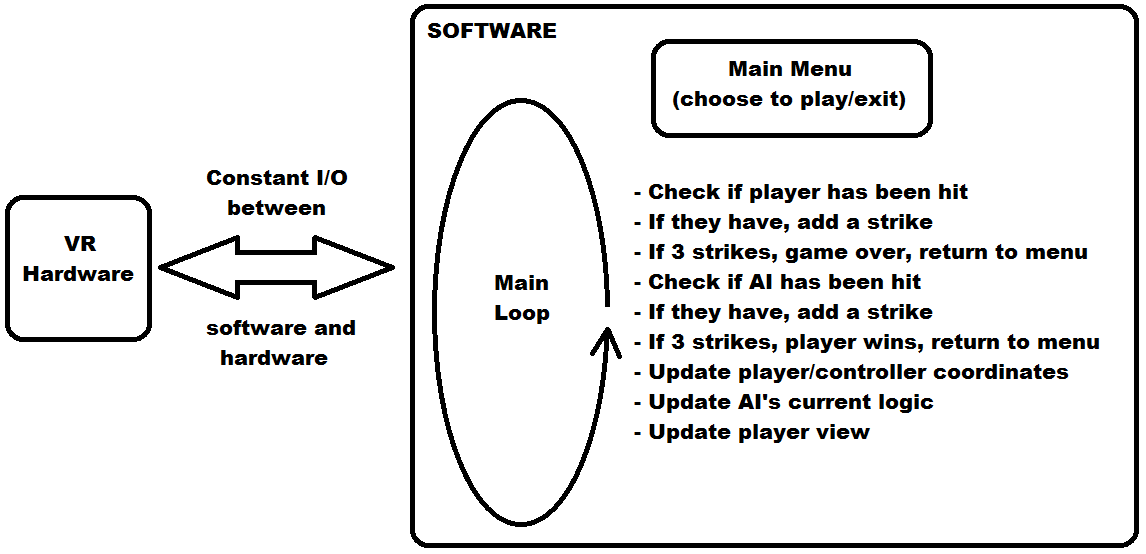 SOFTWARE
Main Menu
(choose to play/exit)
Constant I/O
between
software and
hardware
VR
Hardware
Main
Loop
- Check if player has been hit
- If they have, add a strike
- If 3 strikes, game over, return to menu
- Check if AI has been hit
- If they have, add a strike
- If 3 strikes, player wins, return to menu
- Update player/controller coordinates
- Update AI's current logic
- Update player view